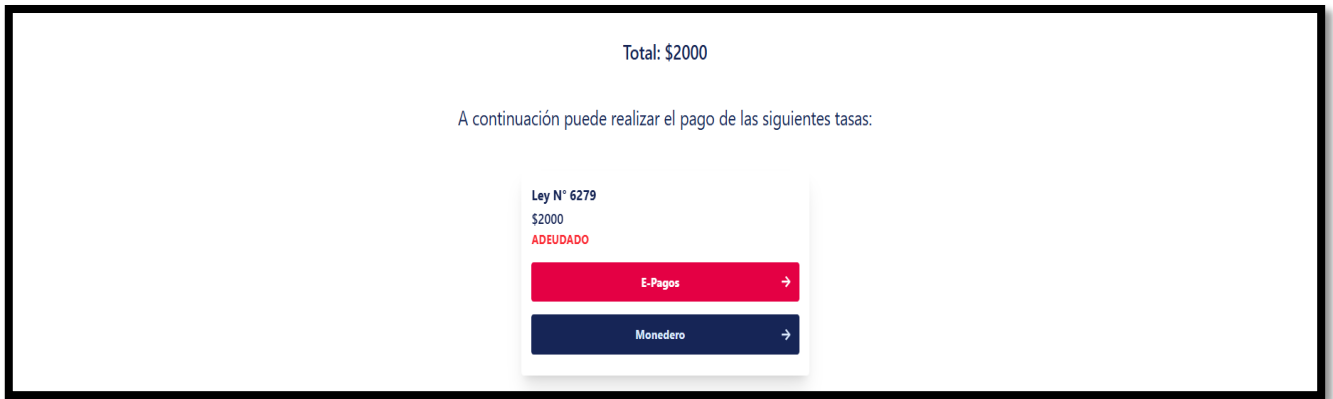 Total: $2000
A continuación puede realizar el pago de las siguientes tasas:
Ley N° 6279
$2000
ADEUDADO
E-Pagos
Monedero